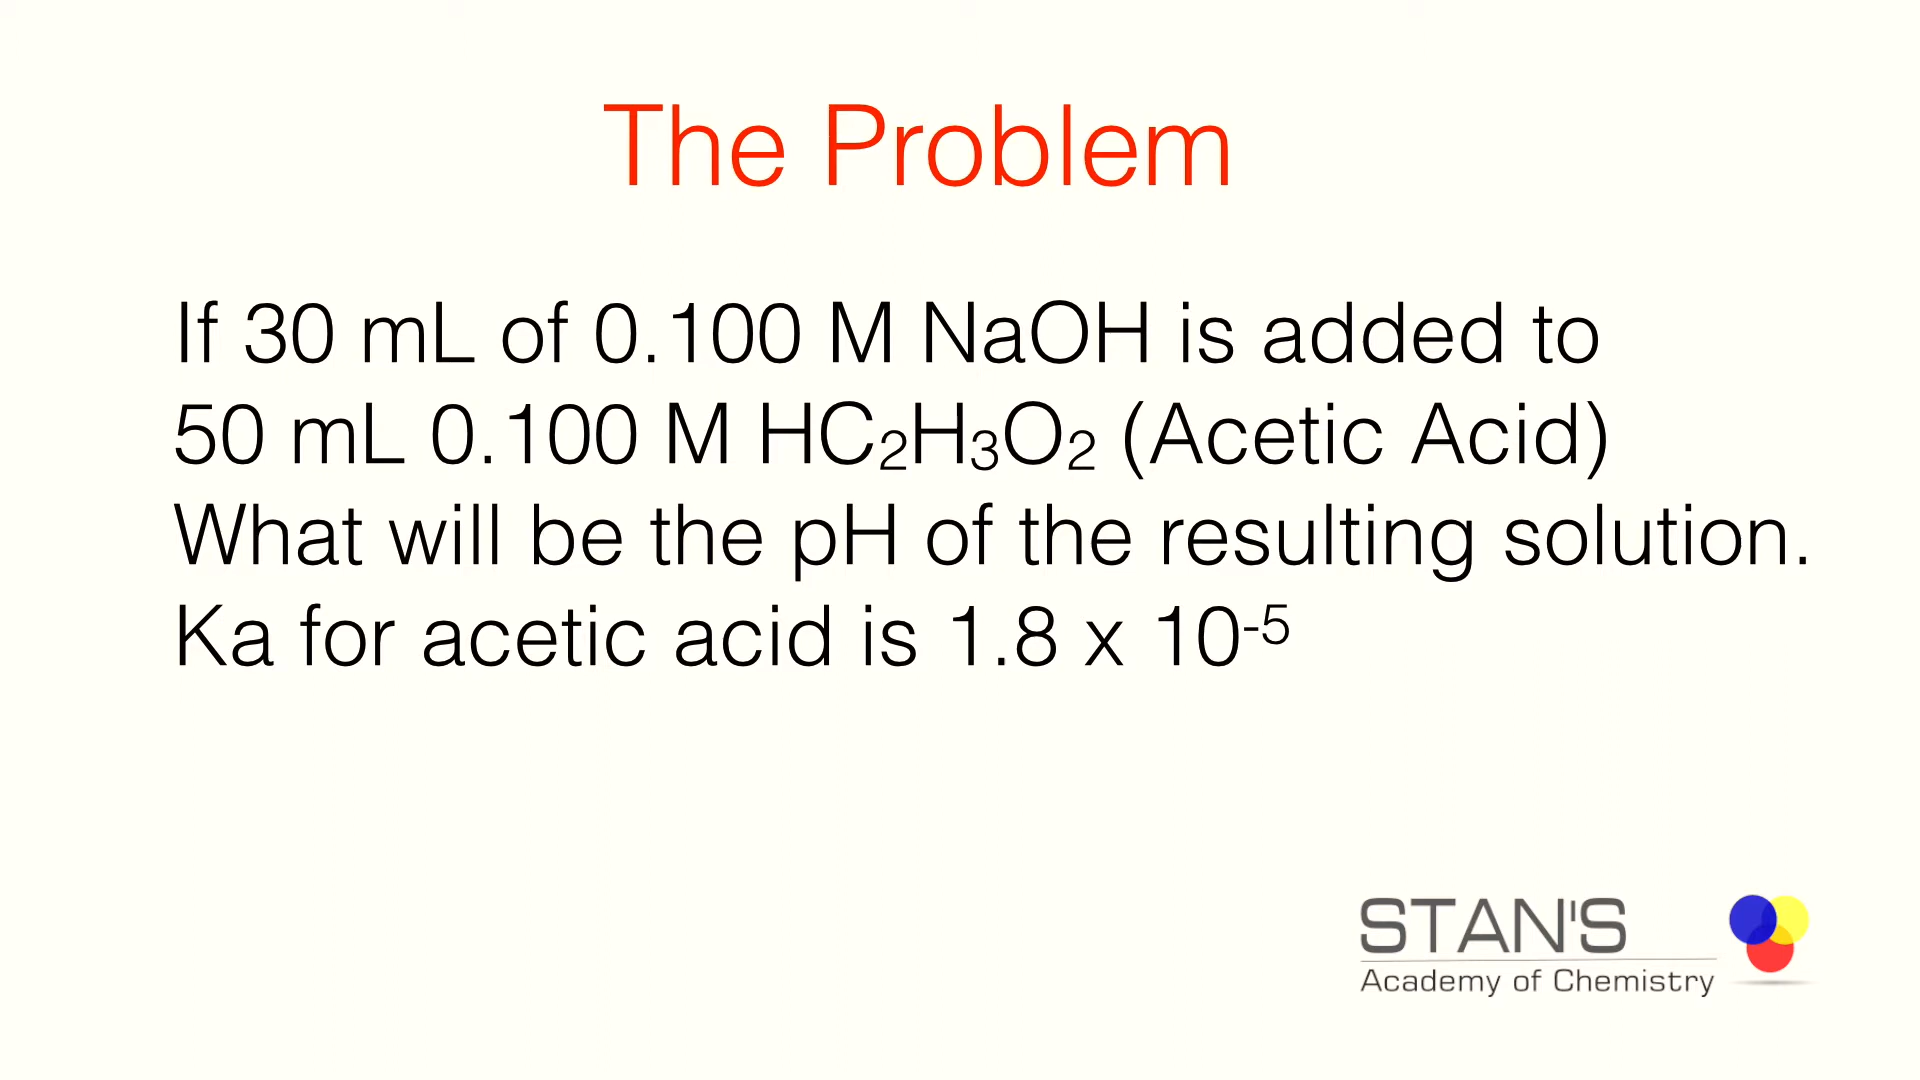 The Problem
If 30 mL of 0.100 M NaOH is added to
50 mL 0.100 M HC₂H₃O₂ (Acetic Acid)
What will be the pH of the resulting solution.
Ka for acetic acid is 1.8 x 10⁻⁵
STAN'S
Academy of Chemistry